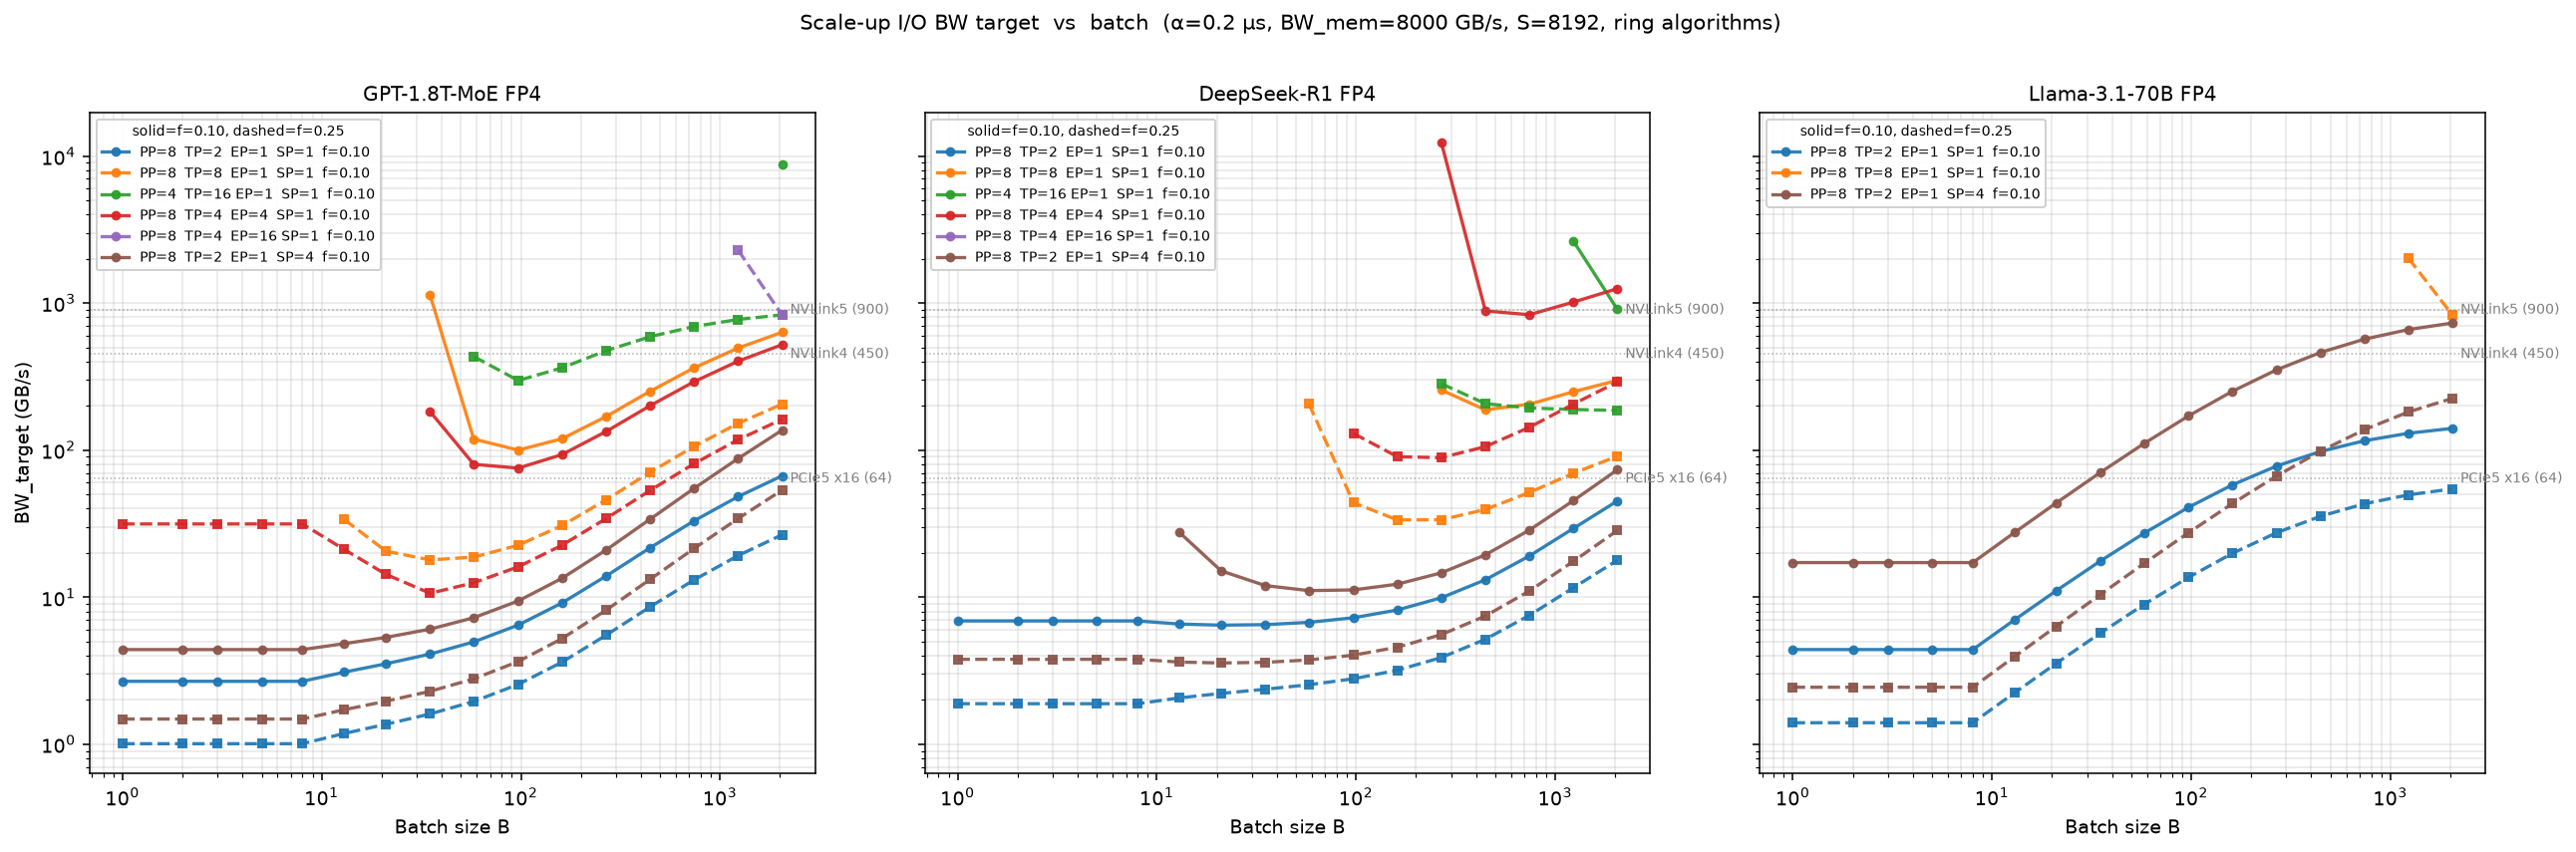 Scale-up I/O BW target vs batch (α=0.2 µs, BW_mem=8000 GB/s, S=8192, ring algorithms)
GPT-1.8T-MoE FP4
solid=f=0.10, dashed=f=0.25
PP=8 TP=2 EP=1 SP=1 f=0.10
PP=8 TP=8 EP=1 SP=1 f=0.10
PP=4 TP=16 EP=1 SP=1 f=0.10
PP=8 TP=4 EP=4 SP=1 f=0.10
PP=8 TP=4 EP=16 SP=1 f=0.10
PP=8 TP=2 EP=1 SP=4 f=0.10
NVLink5 (900)
NVLink4 (450)
PCIe5 x16 (64)
BW_target (GB/s)
10⁴
10³
10²
10¹
10⁰
10⁰ 10¹ 10² 10³
Batch size B
DeepSeek-R1 FP4
solid=f=0.10, dashed=f=0.25
PP=8 TP=2 EP=1 SP=1 f=0.10
PP=8 TP=8 EP=1 SP=1 f=0.10
PP=4 TP=16 EP=1 SP=1 f=0.10
PP=8 TP=4 EP=4 SP=1 f=0.10
PP=8 TP=4 EP=16 SP=1 f=0.10
PP=8 TP=2 EP=1 SP=4 f=0.10
NVLink5 (900)
NVLink4 (450)
PCIe5 x16 (64)
10⁰ 10¹ 10² 10³
Batch size B
Llama-3.1-70B FP4
solid=f=0.10, dashed=f=0.25
PP=8 TP=2 EP=1 SP=1 f=0.10
PP=8 TP=8 EP=1 SP=1 f=0.10
PP=8 TP=2 EP=1 SP=4 f=0.10
NVLink5 (900)
NVLink4 (450)
PCIe5 x16 (64)
10⁰ 10¹ 10² 10³
Batch size B